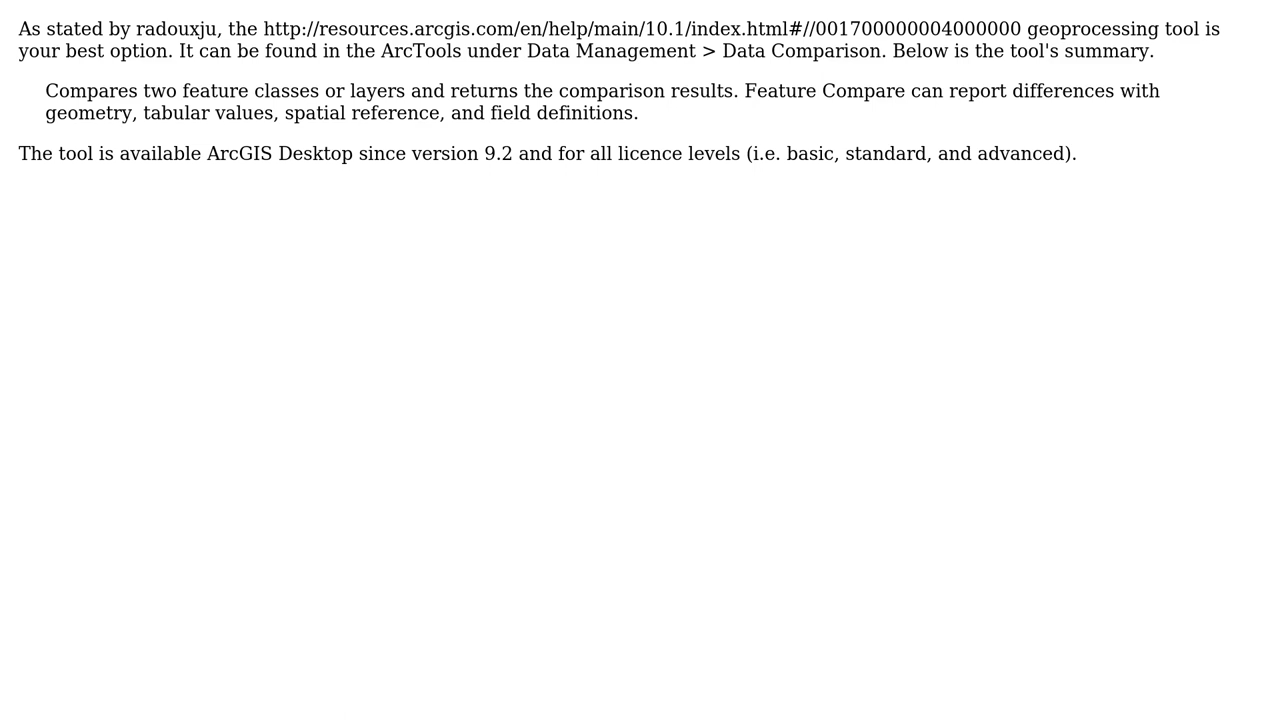 As stated by radouxju, the http://resources.arcgis.com/en/help/main/10.1/index.html#//001700000004000000 geoprocessing tool is
your best option. It can be found in the ArcTools under Data Management > Data Comparison. Below is the tool's summary.
Compares two feature classes or layers and returns the comparison results. Feature Compare can report differences with
geometry, tabular values, spatial reference, and field definitions.
The tool is available ArcGIS Desktop since version 9.2 and for all licence levels (i.e. basic, standard, and advanced).